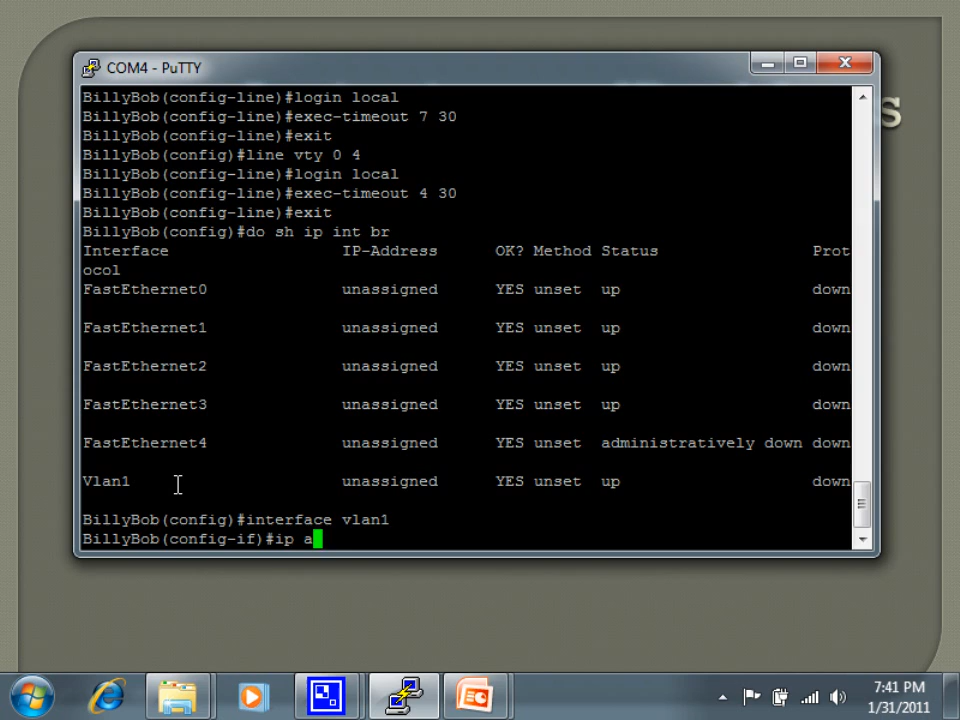 COM4 - PuTTY
s
BillyBob(config-line)#login local
BillyBob(config-line)#exec-timeout 7 30
BillyBob(config-line)#exit
BillyBob(config)#line vty 0 4
BillyBob(config-line)#login local
BillyBob(config-line)#exec-timeout 4 30
BillyBob(config-line)#exit
BillyBob(config)#do sh ip int br
Interface IP-Address OK? Method Status Prot
ocol
FastEthernet0 unassigned YES unset up down
FastEthernet1 unassigned YES unset up down
FastEthernet2 unassigned YES unset up down
FastEthernet3 unassigned YES unset up down
FastEthernet4 unassigned YES unset administratively down down
Vlan1 unassigned YES unset up down
BillyBob(config)#interface vlan1
BillyBob(config-if)#ip a
7:41 PM
1/31/2011